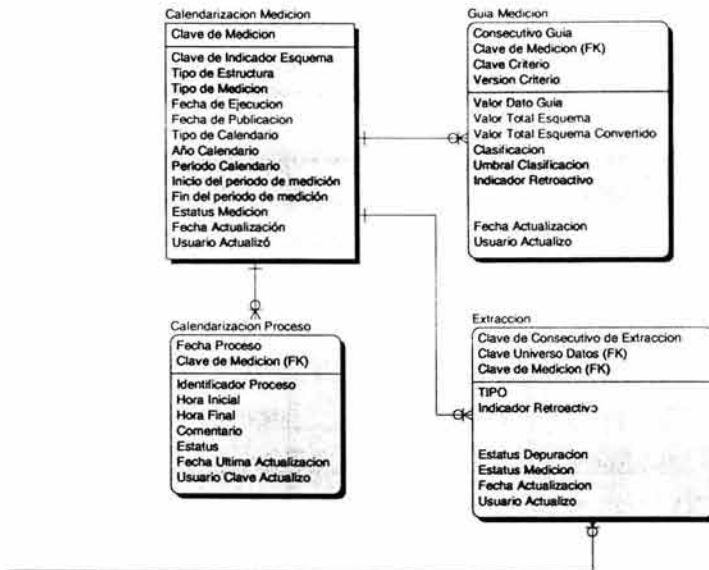 Calendarizacion Medicion
Clave de Medicion
Clave de Indicador Esquema
Tipo de Estructura
Tipo de Medicion
Fecha de Ejecucion
Fecha de Publicacion
Tipo de Calendario
Año Calendario
Periodo Calendario
Inicio del periodo de medición
Fin del periodo de medición
Estatus Medicion
Fecha Actualización
Usuario Actualizó
Guia Medicion
Consecutivo Guia
Clave de Medicion (FK)
Clave Criterio
Version Criterio
Valor Dato Guia
Valor Total Esquema
Valor Total Esquema Convertido
Clasificacion
Umbral Clasificacion
Indicador Retroactivo
Fecha Actualizacion
Usuario Actualizo
Calendarizacion Proceso
Fecha Proceso
Clave de Medicion (FK)
Identificador Proceso
Hora Inicial
Hora Final
Comentario
Estatus
Fecha Ultima Actualizacion
Usuario Clave Actualizo
Extraccion
Clave de Consecutivo de Extraccion
Clave Universo Datos (FK)
Clave de Medicion (FK)
TIPO
Indicador Retroactivo
Estatus Depuracion
Estatus Medicion
Fecha Actualizacion
Usuario Actualizo